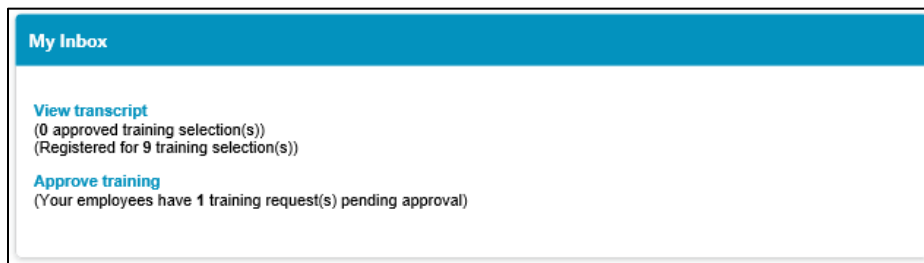 My Inbox
View transcript
(0 approved training selection(s))
(Registered for 9 training selection(s))
Approve training
(Your employees have 1 training request(s) pending approval)